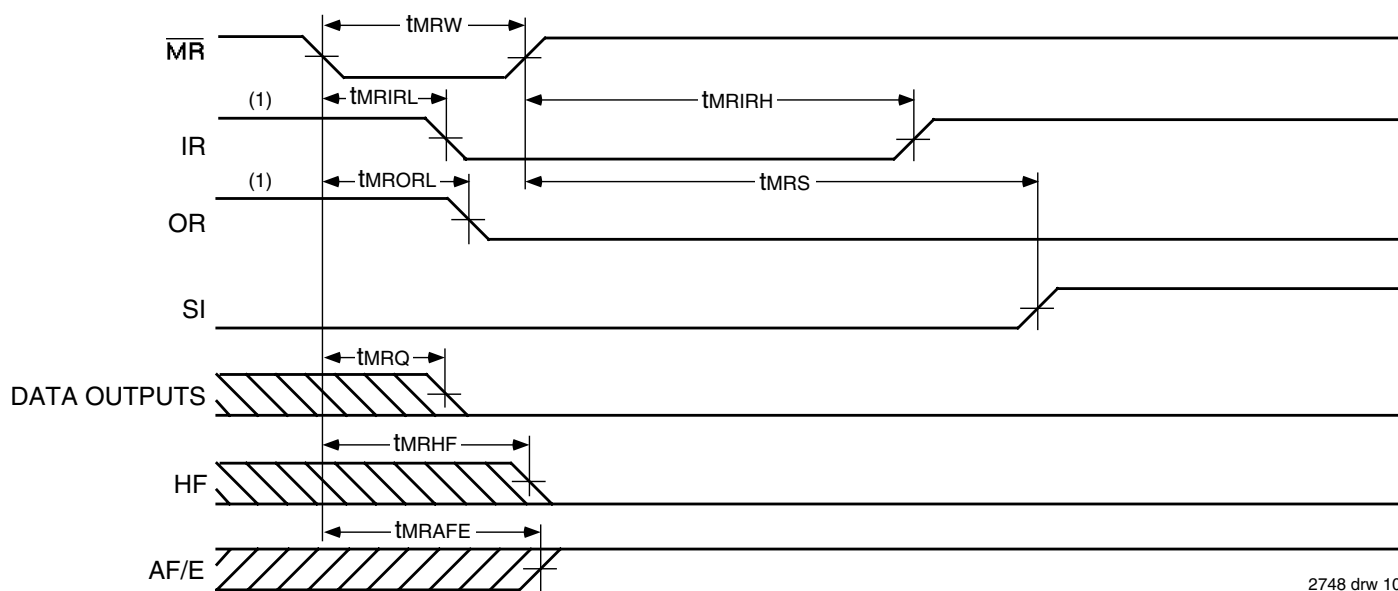 tMRW
MR
(1) tMRIRL tMRIRH
IR
(1) tMRORL tMRS
OR
SI
tMRQ
DATA OUTPUTS
tMRHF
HF
tMRAFE
AF/E
2748 drw 10